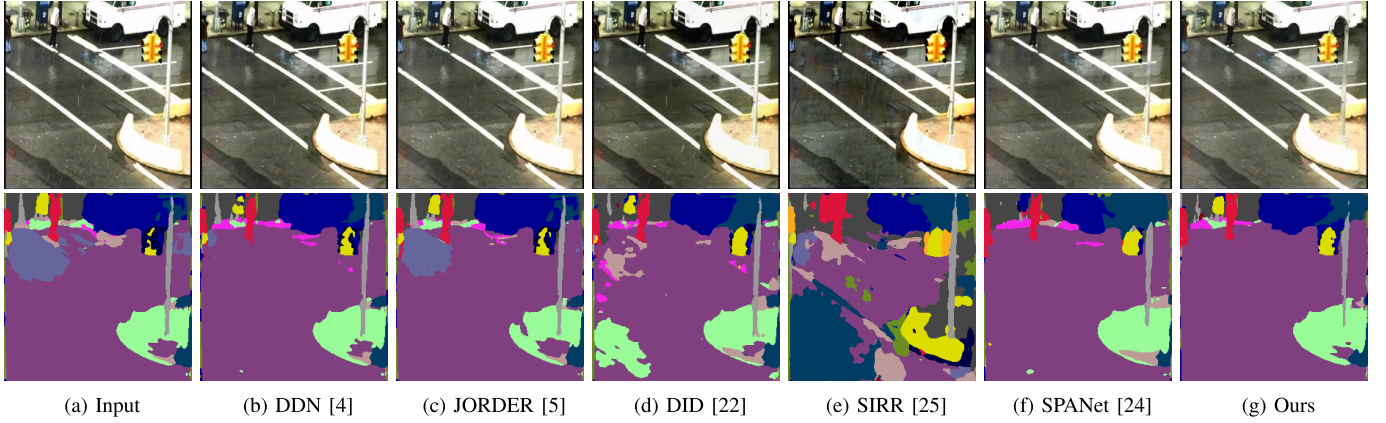 (a) Input
(b) DDN [4]
(c) JORDER [5]
(d) DID [22]
(e) SIRR [25]
(f) SPANet [24]
(g) Ours